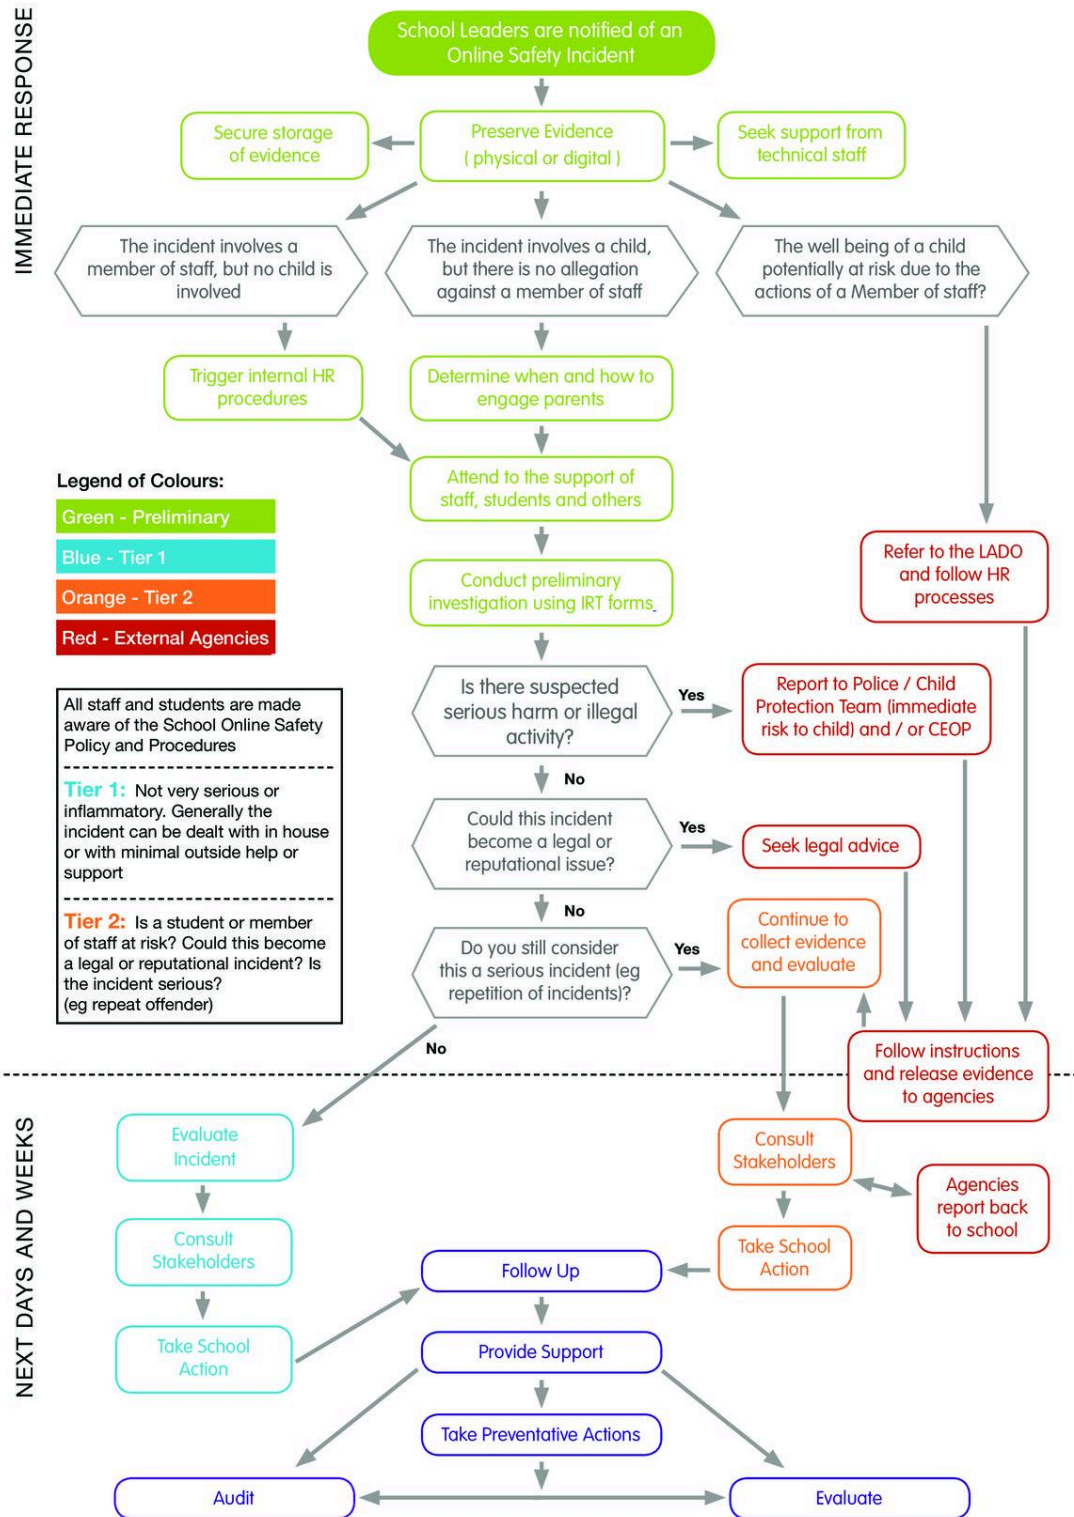 IMMEDIATE RESPONSE
School Leaders are notified of an
Online Safety Incident
Secure storage
of evidence
Preserve Evidence
( physical or digital )
Seek support from
technical staff
The incident involves a
member of staff, but no child is
involved
The incident involves a child,
but there is no allegation
against a member of staff
The well being of a child
potentially at risk due to the
actions of a Member of staff?
Trigger internal HR
procedures
Determine when and how to
engage parents
Attend to the support of
staff, students and others
Legend of Colours:
Green - Preliminary
Blue - Tier 1
Orange - Tier 2
Red - External Agencies
Conduct preliminary
investigation using IRT forms
Refer to the LADO
and follow HR
processes
Is there suspected
serious harm or illegal
activity?
Yes
Report to Police / Child
Protection Team (immediate
risk to child) and / or CEOP
No
All staff and students are made
aware of the School Online Safety
Policy and Procedures
Tier 1: Not very serious or
inflammatory. Generally the
incident can be dealt with in house
or with minimal outside help or
support
Tier 2: Is a student or member
of staff at risk? Could this become
a legal or reputational incident? Is
the incident serious?
(eg repeat offender)
Could this incident
become a legal or
reputational issue?
Yes
Seek legal advice
No
Do you still consider
this a serious incident (eg
repetition of incidents)?
Yes
Continue to
collect evidence
and evaluate
No
Follow instructions
and release evidence
to agencies
NEXT DAYS AND WEEKS
Evaluate
Incident
Consult
Stakeholders
Take School
Action
Consult
Stakeholders
Agencies
report back
to school
Take School
Action
Follow Up
Provide Support
Take Preventative Actions
Audit
Evaluate